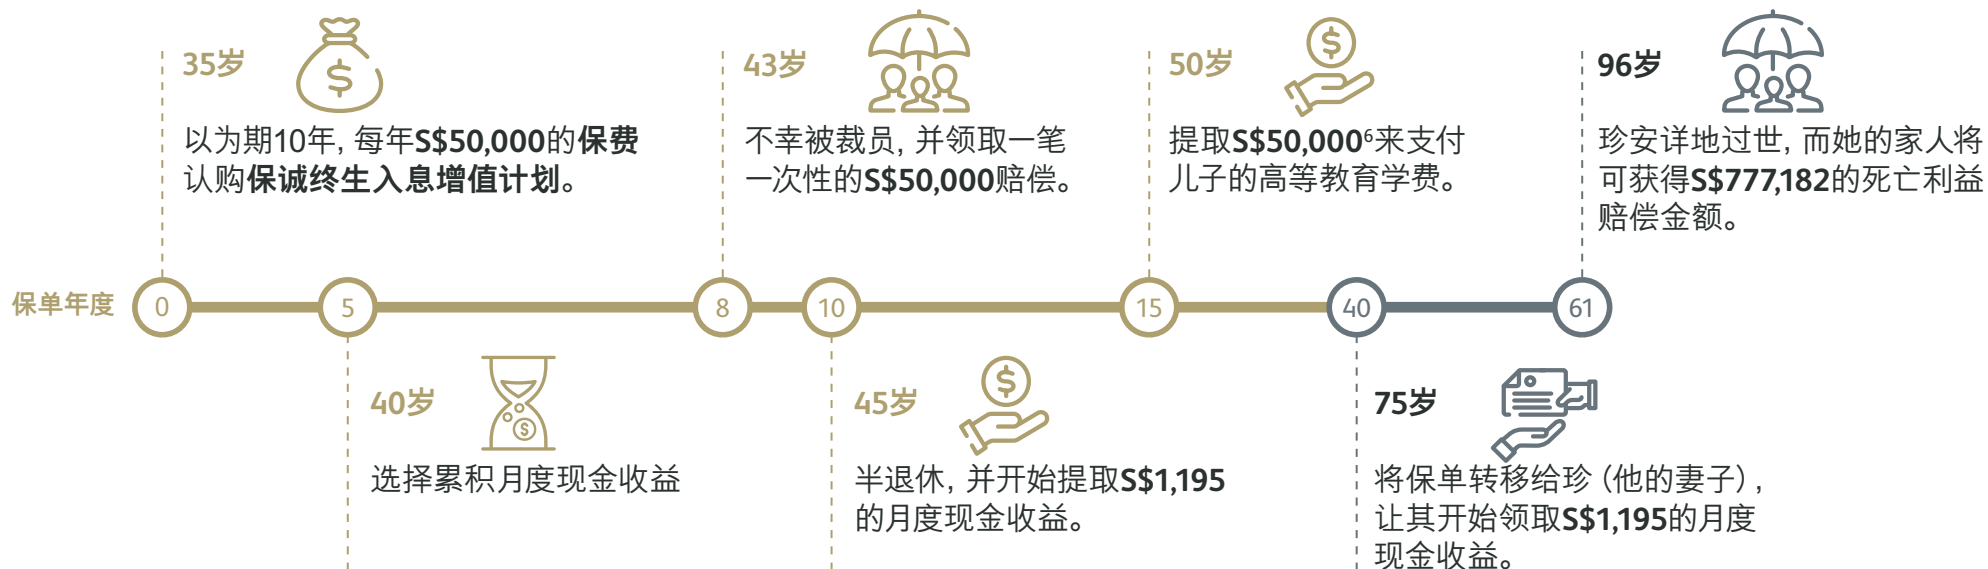 35岁
以为期10年, 每年S$50,000的保费
认购保诚终生入息增值计划。
43岁
不幸被裁员, 并领取一笔
一次性的S$50,000赔偿。
50岁
提取S$50,000⁶来支付
儿子的高等教育学费。
96岁
珍安详地过世, 而她的家人将
可获得S$777,182的死亡利益
赔偿金额。
保单年度 0 5 8 10 15 40 61
40岁
选择累积月度现金收益
45岁
半退休, 并开始提取S$1,195
的月度现金收益。
75岁
将保单转移给珍 (他的妻子),
让其开始领取S$1,195的月度
现金收益。